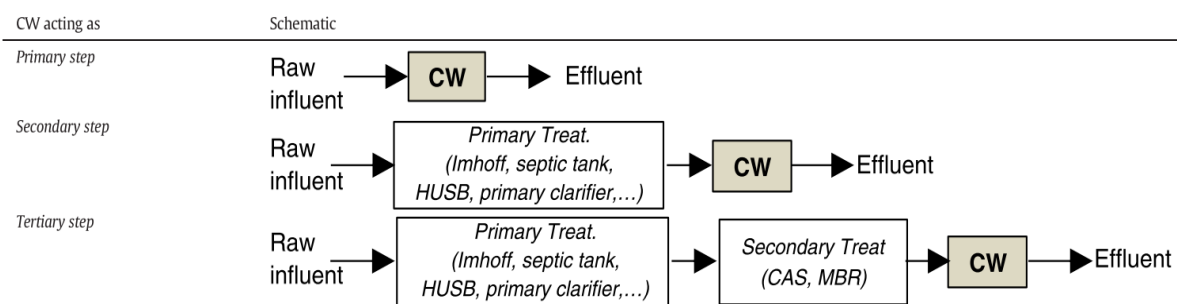 CW acting as
Schematic
Primary step
Raw
influent
CW
Effluent
Secondary step
Raw
influent
Primary Treat.
(Imhoff, septic tank,
HUSB, primary clarifier,...)
CW
Effluent
Tertiary step
Raw
influent
Primary Treat.
(Imhoff, septic tank,
HUSB, primary clarifier,...)
Secondary Treat
(CAS, MBR)
CW
Effluent